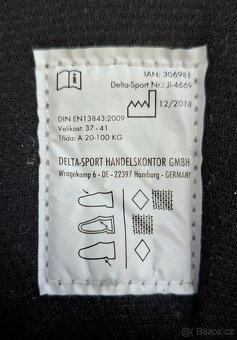 IAN: 306981
Delta-Sport Nr.: JI-4669
12/2018
DIN EN13843:2009
Velikost: 37 - 41
Třída: A 20-100 KG
DELTA-SPORT HANDELSKONTOR GMBH
Wragekamp 6 - DE - 22397 Hamburg - GERMANY
Bazos.cz